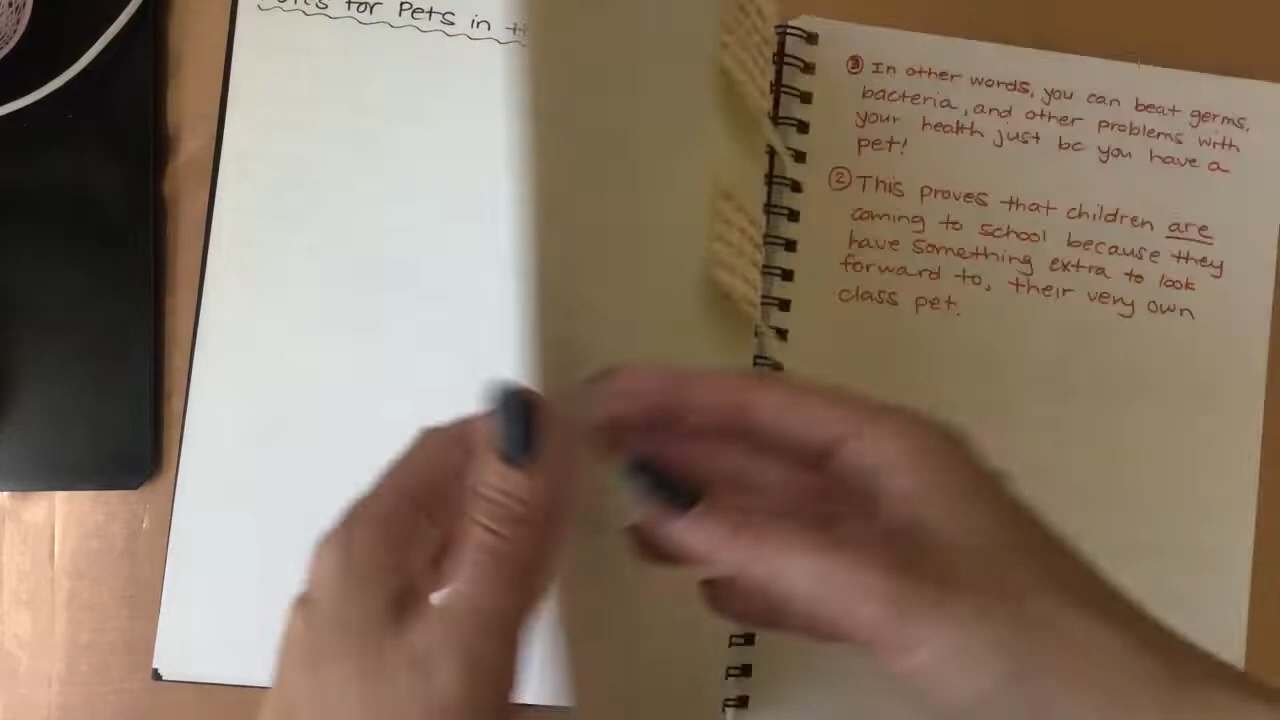 for Pets in
③ In other words, you can beat germs,
bacteria, and other problems with
your health just bc you have a
pet!
② This proves that children are
coming to school because they
have something extra to look
forward to, their very own
class pet.